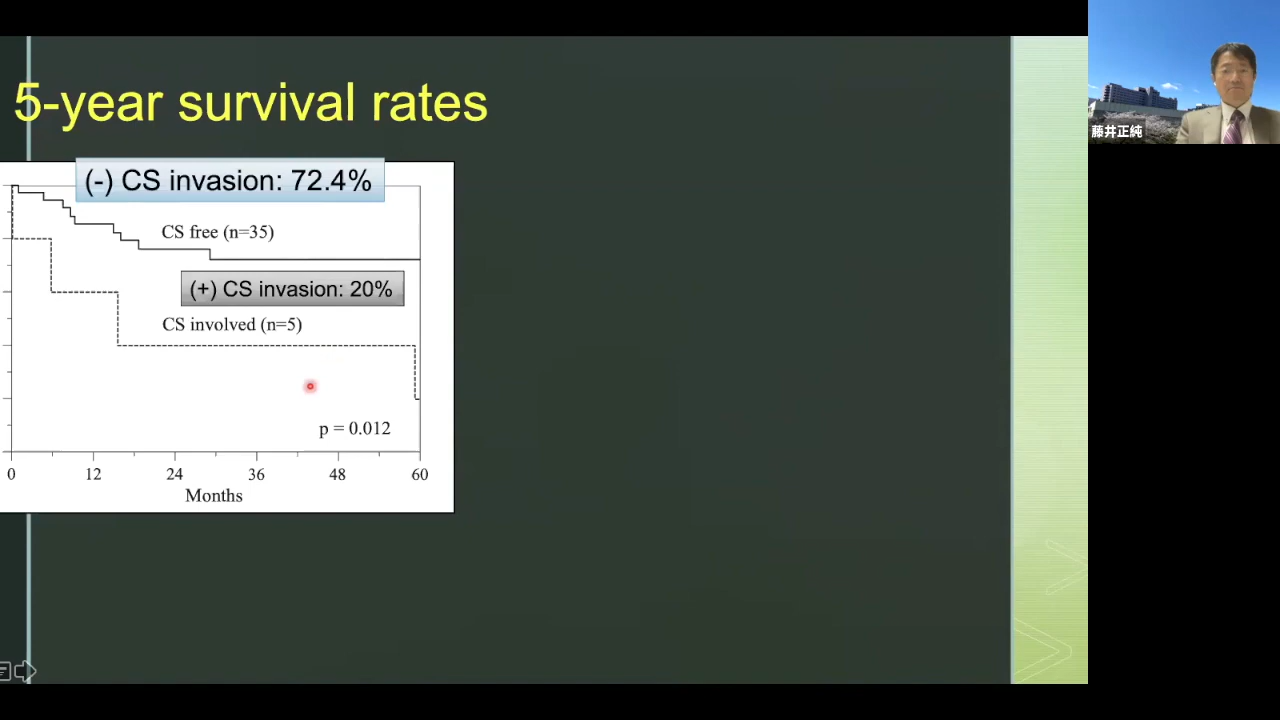 5-year survival rates
(-) CS invasion: 72.4%
CS free (n=35)
(+) CS invasion: 20%
CS involved (n=5)
p = 0.012
0 12 24 36 48 60
Months
藤井正純